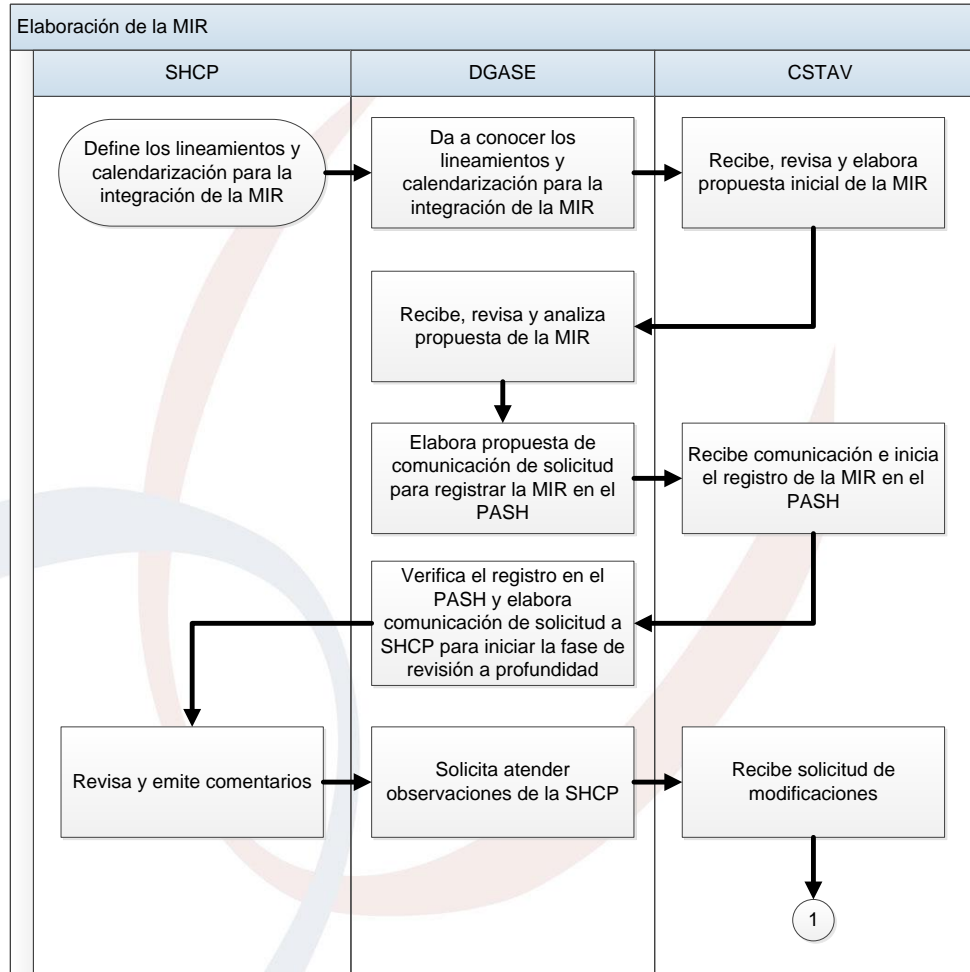 Elaboración de la MIR
SHCP
DGASE
CSTAV
Define los lineamientos y
calendarización para la
integración de la MIR
Da a conocer los
lineamientos y
calendarización para la
integración de la MIR
Recibe, revisa y elabora
propuesta inicial de la MIR
Recibe, revisa y analiza
propuesta de la MIR
Elabora propuesta de
comunicación de solicitud
para registrar la MIR en el
PASH
Recibe comunicación e inicia
el registro de la MIR en el
PASH
Verifica el registro en el
PASH y elabora
comunicación de solicitud a
SHCP para iniciar la fase de
revisión a profundidad
Revisa y emite comentarios
Solicita atender
observaciones de la SHCP
Recibe solicitud de
modificaciones
1